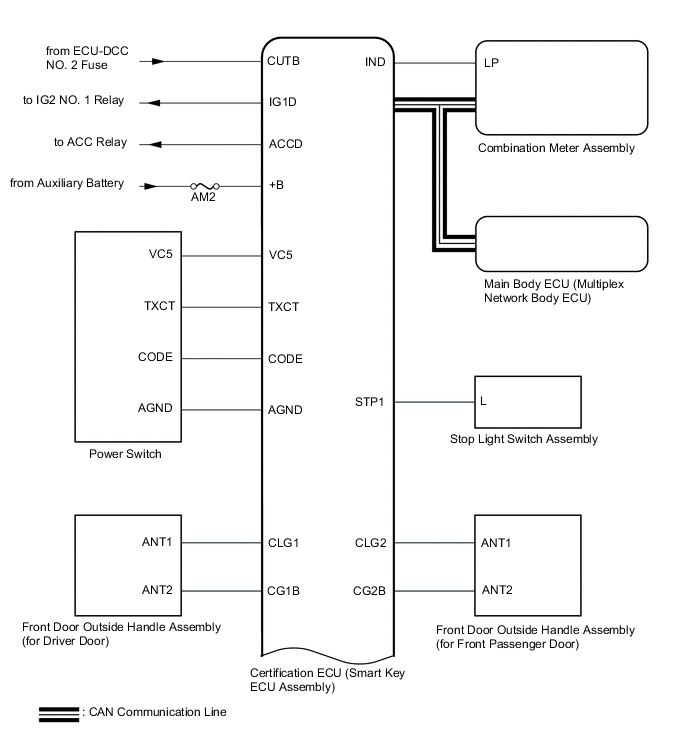 from ECU-DCC
NO. 2 Fuse
CUTB
IND
LP
to IG2 NO. 1 Relay
IG1D
to ACC Relay
ACCD
Combination Meter Assembly
from Auxiliary Battery
AM2
+B
VC5
VC5
Main Body ECU (Multiplex
Network Body ECU)
TXCT
TXCT
CODE
CODE
AGND
AGND
STP1
L
Power Switch
Stop Light Switch Assembly
ANT1
CLG1
CLG2
ANT1
ANT2
CG1B
CG2B
ANT2
Front Door Outside Handle Assembly
(for Driver Door)
Front Door Outside Handle Assembly
(for Front Passenger Door)
Certification ECU (Smart Key
ECU Assembly)
: CAN Communication Line